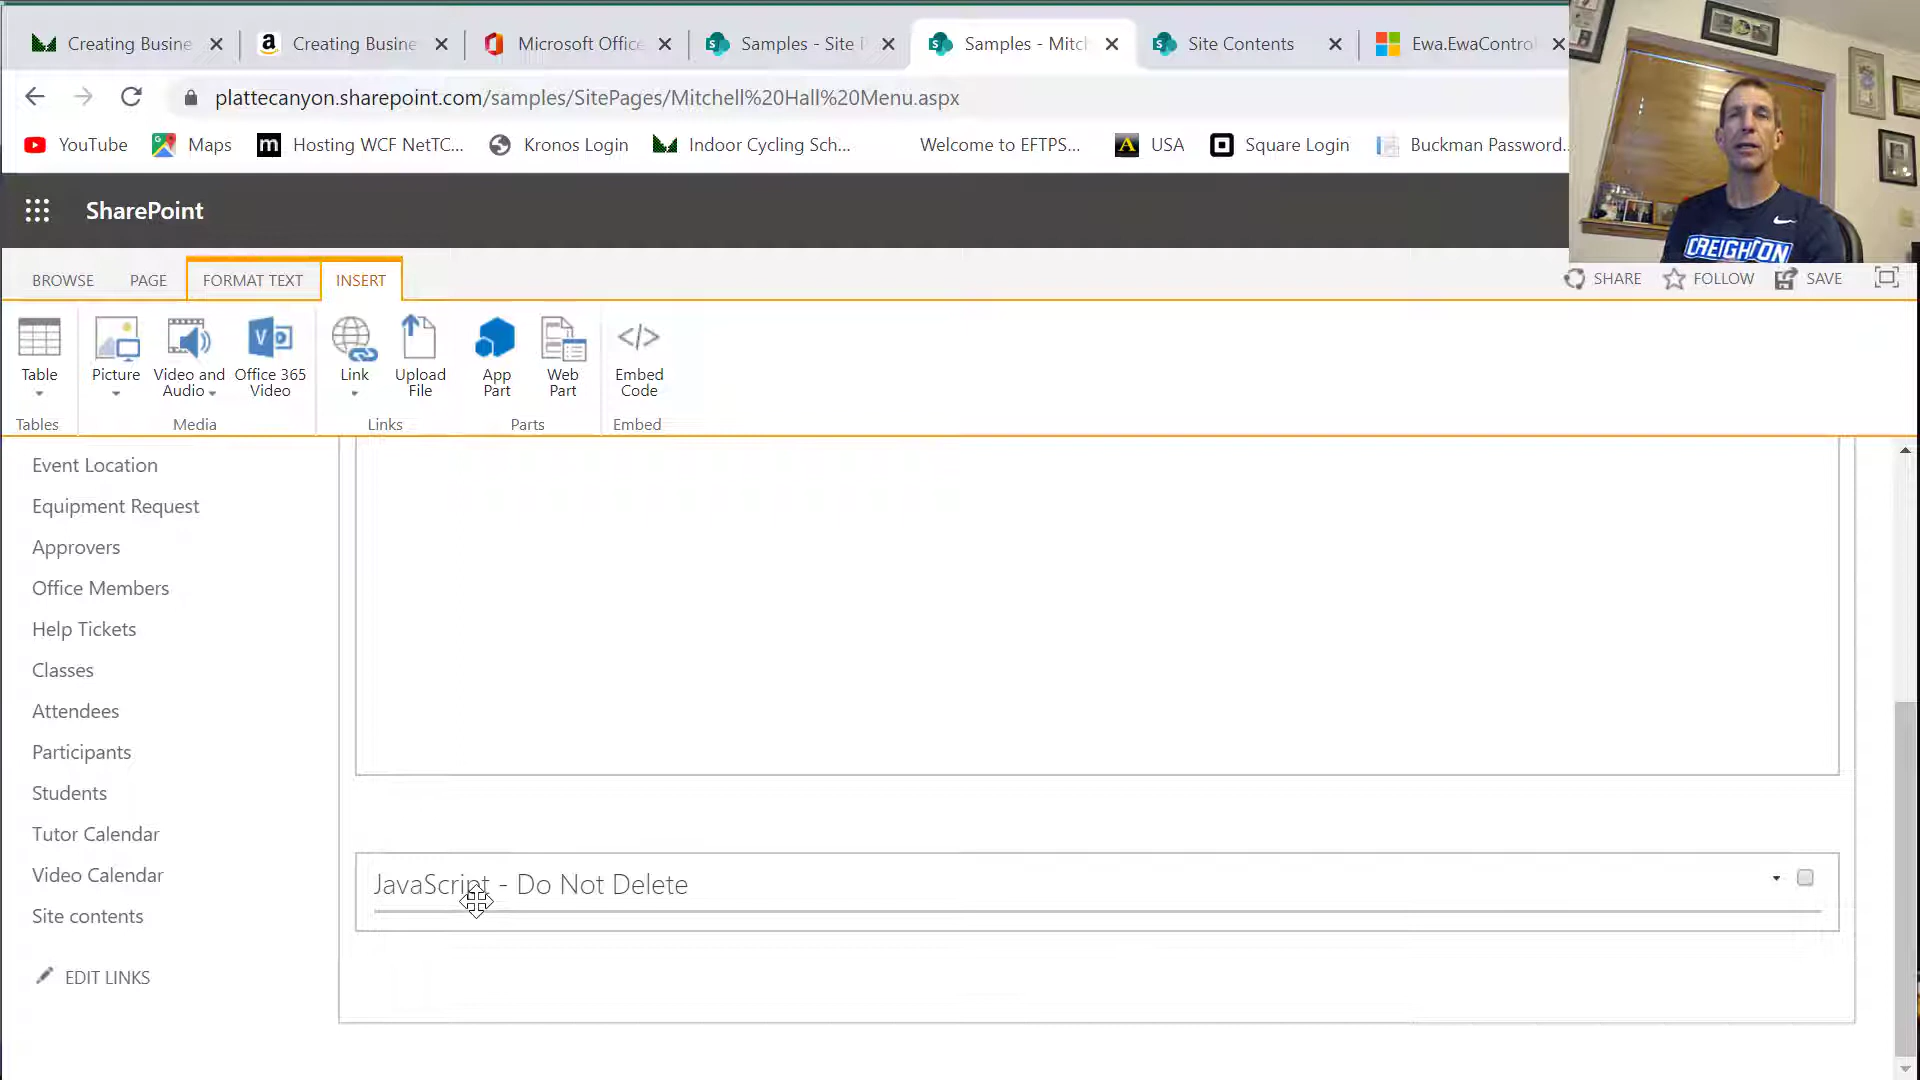 Creating Busine
Creating Busine
Microsoft Office
Samples - Site
Samples - Mitch
Site Contents
Ewa.EwaContro
plattecanyon.sharepoint.com/samples/SitePages/Mitchell%20Hall%20Menu.aspx
YouTube
Maps
Hosting WCF NetTC...
Kronos Login
Indoor Cycling Sch...
Welcome to EFTPS...
USA
Square Login
Buckman Password...
SharePoint
CREIGHTON
BROWSE
PAGE
FORMAT TEXT
INSERT
SHARE
FOLLOW
SAVE
Table
Picture
Video and
Audio
Office 365
Video
Link
Upload
File
App
Part
Web
Part
Embed
Code
Tables
Media
Links
Parts
Embed
Event Location
Equipment Request
Approvers
Office Members
Help Tickets
Classes
Attendees
Participants
Students
Tutor Calendar
Video Calendar
Site contents
EDIT LINKS
JavaScript - Do Not Delete